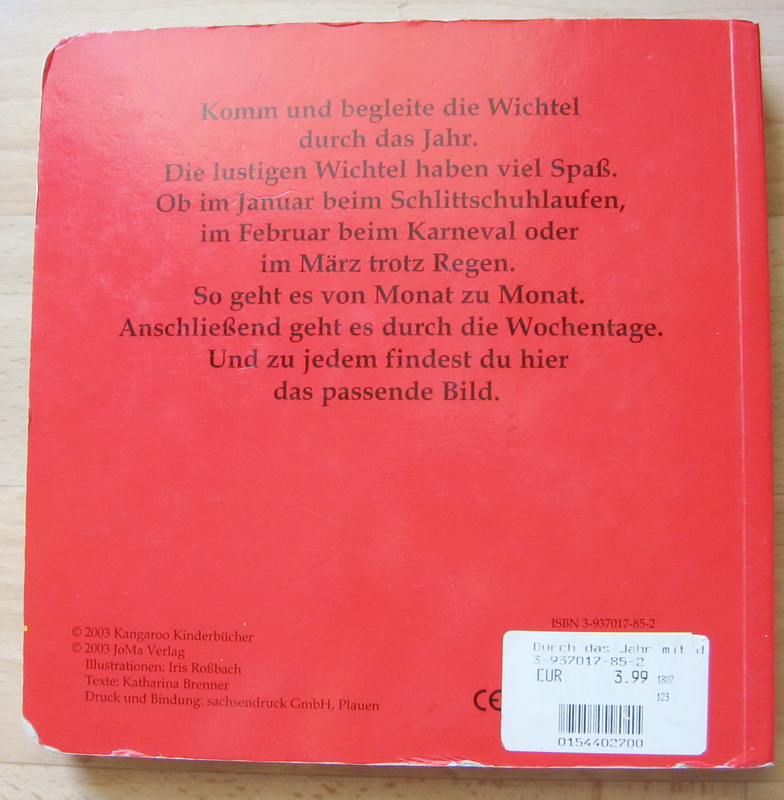 Komm und begleite die Wichtel
durch das Jahr.
Die lustigen Wichtel haben viel Spaß.
Ob im Januar beim Schlittschuhlaufen,
im Februar beim Karneval oder
im März trotz Regen.
So geht es von Monat zu Monat.
Anschließend geht es durch die Wochentage.
Und zu jedem findest du hier
das passende Bild.
© 2003 Kangaroo Kinderbücher
© 2003 JoMa Verlag
Illustrationen: Iris Roßbach
Texte: Katharina Brenner
Druck und Bindung: sachsendruck GmbH, Plauen
ISBN 3-937017-85-2
CE
Durch das Jahr mit d
3-937017-85-2
EUR 3.99 1807
123
0154402700